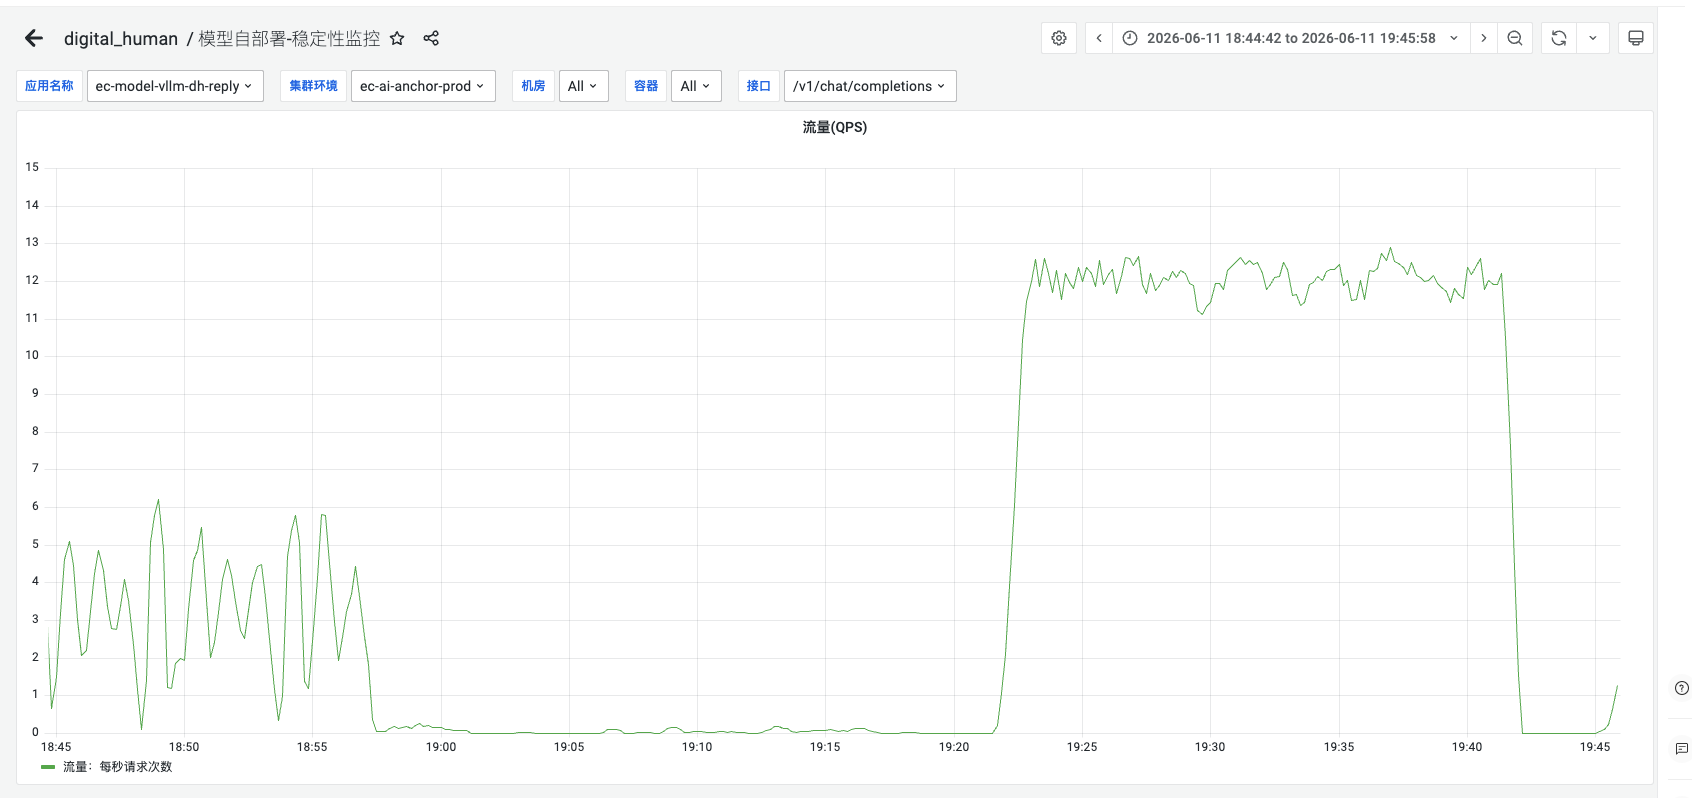 digital_human / 模型自部署-稳定性监控
2026-06-11 18:44:42 to 2026-06-11 19:45:58
应用名称 ec-model-vllm-dh-reply 集群环境 ec-ai-anchor-prod 机房 All 容器 All 接口 /v1/chat/completions
流量(QPS)
15
14
13
12
11
10
9
8
7
6
5
4
3
2
1
0
18:45 18:50 18:55 19:00 19:05 19:10 19:15 19:20 19:25 19:30 19:35 19:40 19:45
流量：每秒请求次数